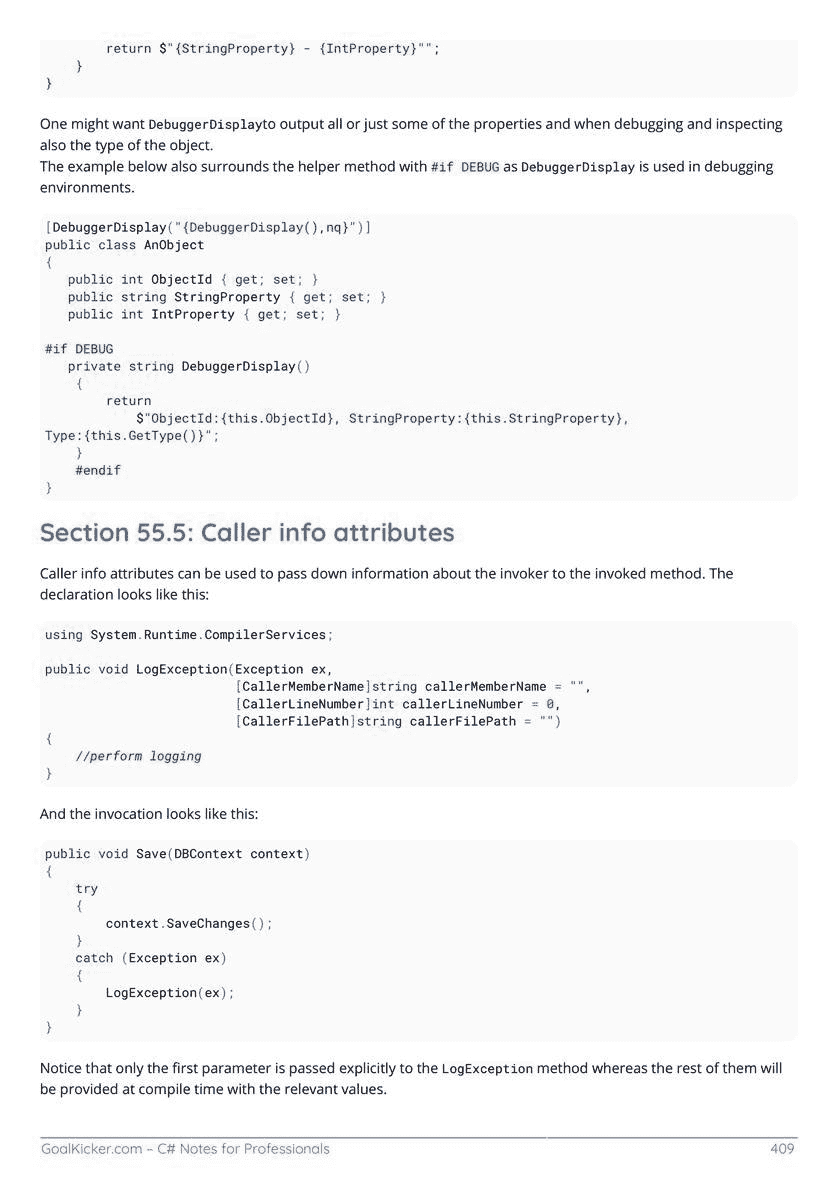 return $"{StringProperty} - {IntProperty}"";
    }
}
One might want DebuggerDisplayto output all or just some of the properties and when debugging and inspecting
also the type of the object.
The example below also surrounds the helper method with #if DEBUG as DebuggerDisplay is used in debugging
environments.
[DebuggerDisplay("{DebuggerDisplay(),nq}")]
public class AnObject
{
   public int ObjectId { get; set; }
   public string StringProperty { get; set; }
   public int IntProperty { get; set; }
#if DEBUG
   private string DebuggerDisplay()
    {
        return
            $"ObjectId:{this.ObjectId}, StringProperty:{this.StringProperty},
Type:{this.GetType()}";
    }
    #endif
}
Section 55.5: Caller info attributes
Caller info attributes can be used to pass down information about the invoker to the invoked method. The
declaration looks like this:
using System.Runtime.CompilerServices;
public void LogException(Exception ex,
                         [CallerMemberName]string callerMemberName = "",
                         [CallerLineNumber]int callerLineNumber = 0,
                         [CallerFilePath]string callerFilePath = "")
{
    //perform logging
}
And the invocation looks like this:
public void Save(DBContext context)
{
    try
    {
        context.SaveChanges();
    }
    catch (Exception ex)
    {
        LogException(ex);
    }
}
Notice that only the first parameter is passed explicitly to the LogException method whereas the rest of them will
be provided at compile time with the relevant values.
GoalKicker.com – C# Notes for Professionals 409